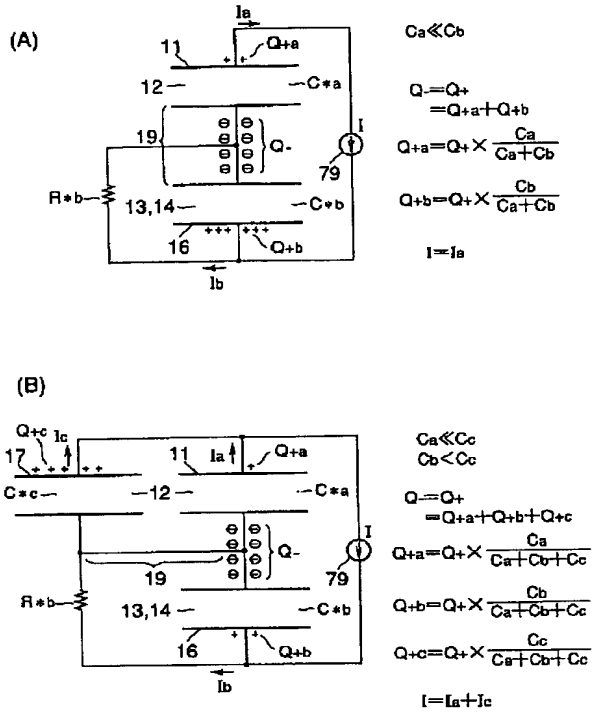 (A)
Ia
11
Q+a
+ +
12
C*a
19
⊖ ⊖
⊖ ⊖
⊖ ⊖
⊖ ⊖
Q-
I
79
R*b
13,14
C*b
16
+++ +++
Q+b
Ib
Ca≪Cb
Q-=Q+
=Q+a+Q+b
Q+a=Q+× Ca
Ca+Cb
Q+b=Q+× Cb
Ca+Cb
I=Ia
(B)
Q+c
Ic
17
+ + + + +
C*c
11
Ia
Q+a
+
12
C*a
⊖ ⊖
⊖ ⊖
⊖ ⊖
⊖ ⊖
Q-
I
79
19
R*b
13,14
C*b
16
+ +
Q+b
Ib
Ca≪Cc
Cb<Cc
Q-=Q+
=Q+a+Q+b+Q+c
Q+a=Q+× Ca
Ca+Cb+Cc
Q+b=Q+× Cb
Ca+Cb+Cc
Q+c=Q+× Cc
Ca+Cb+Cc
I=Ia+Ic